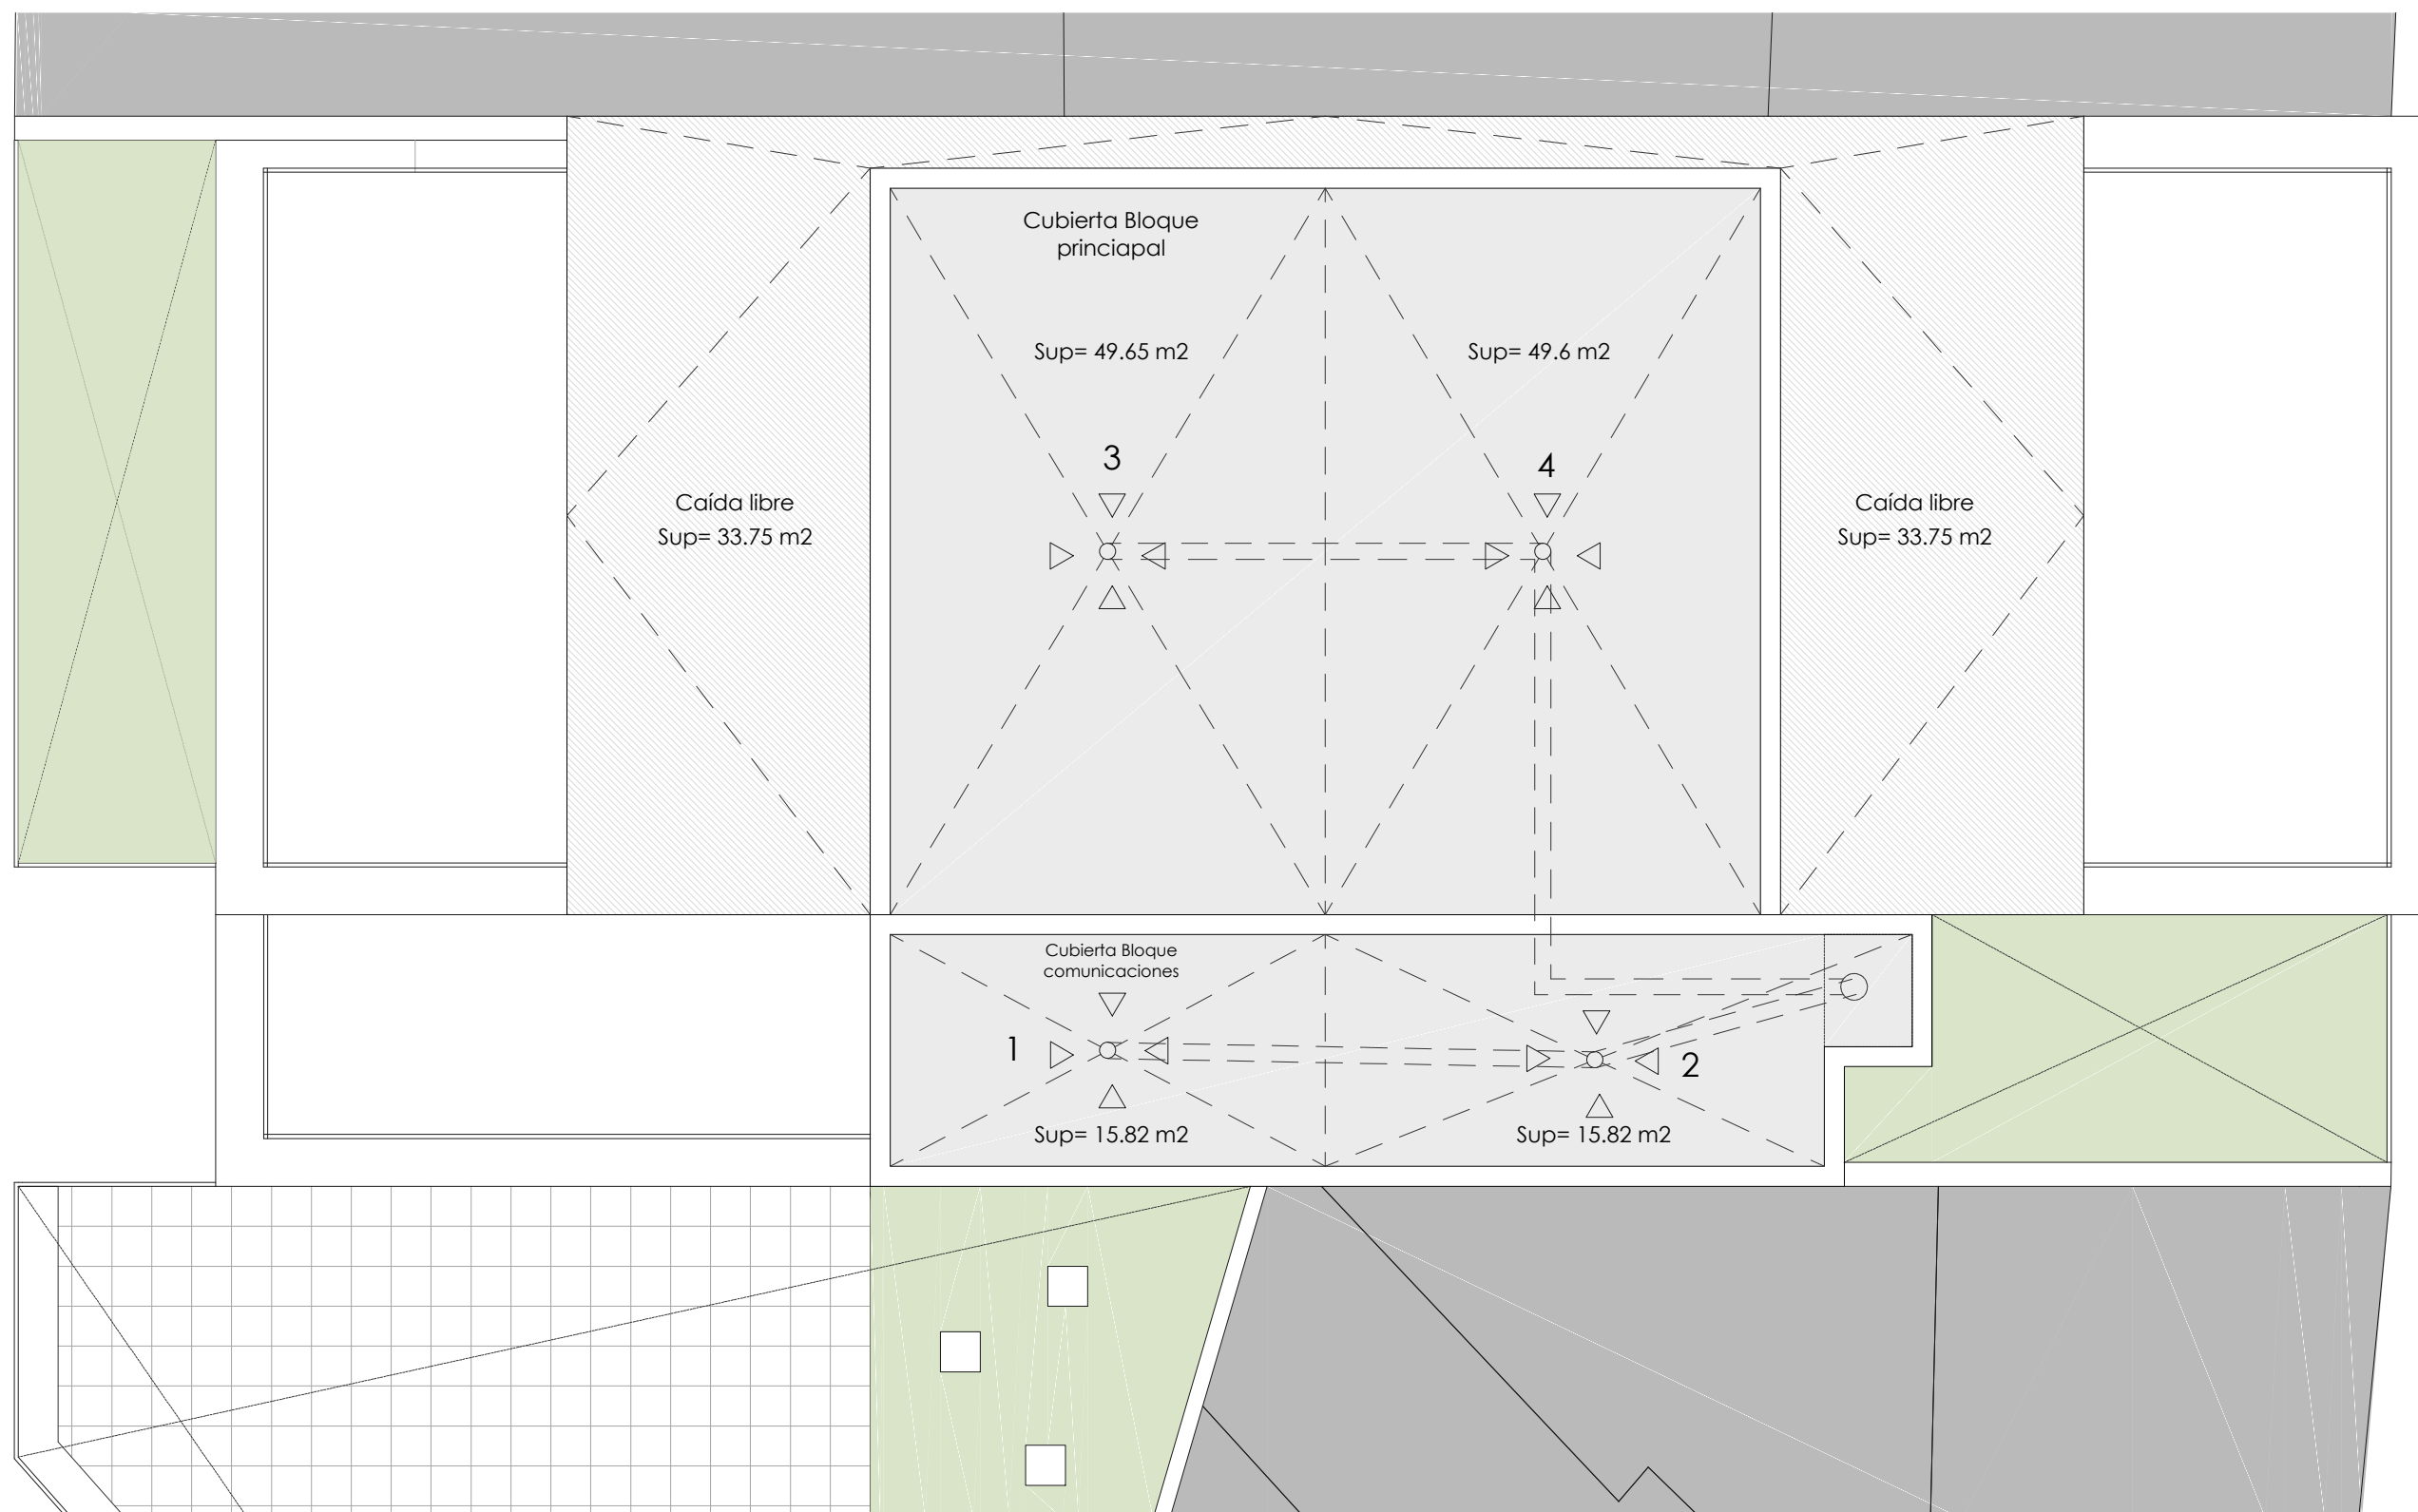 Cubierta Bloque
princiapal
Sup= 49.65 m2
Sup= 49.6 m2
3
4
Caída libre
Sup= 33.75 m2
Caída libre
Sup= 33.75 m2
Cubierta Bloque
comunicaciones
1
2
Sup= 15.82 m2
Sup= 15.82 m2